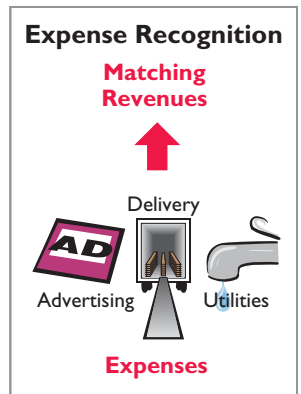 Expense Recognition
Matching
Revenues
Delivery
AD
Advertising
Utilities
Expenses